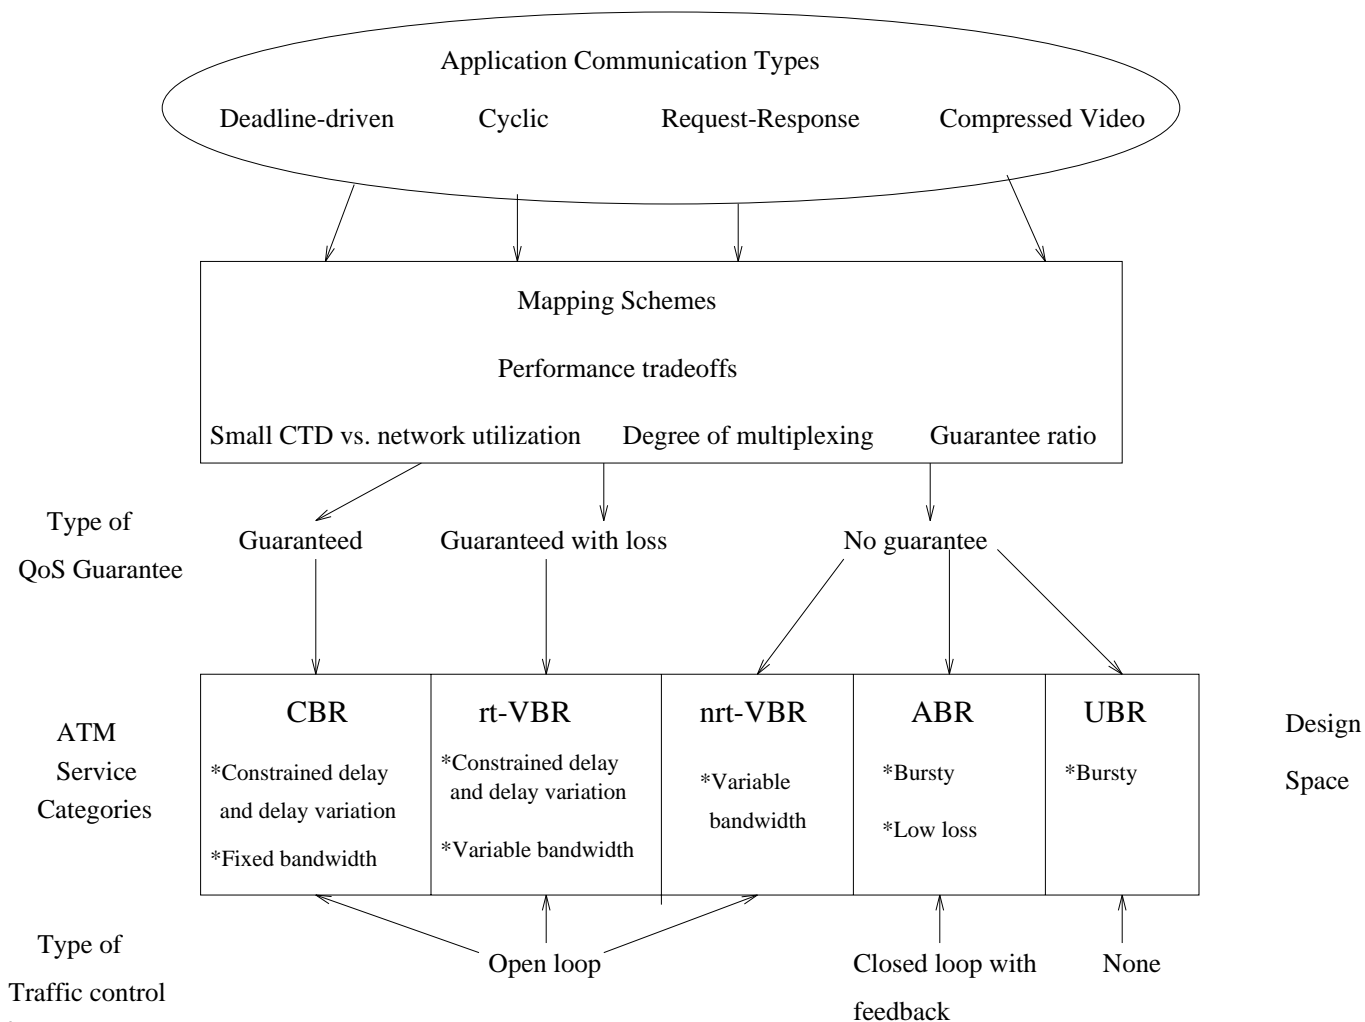 Application Communication Types
Deadline-driven Cyclic Request-Response Compressed Video
Mapping Schemes
Performance tradeoffs
Small CTD vs. network utilization Degree of multiplexing Guarantee ratio
Type of
QoS Guarantee
Guaranteed Guaranteed with loss No guarantee
ATM
Service
Categories
CBR
*Constrained delay
and delay variation
*Fixed bandwidth
rt-VBR
*Constrained delay
and delay variation
*Variable bandwidth
nrt-VBR
*Variable
bandwidth
ABR
*Bursty
*Low loss
UBR
*Bursty
Design
Space
Type of
Traffic control
Open loop
Closed loop with
feedback
None